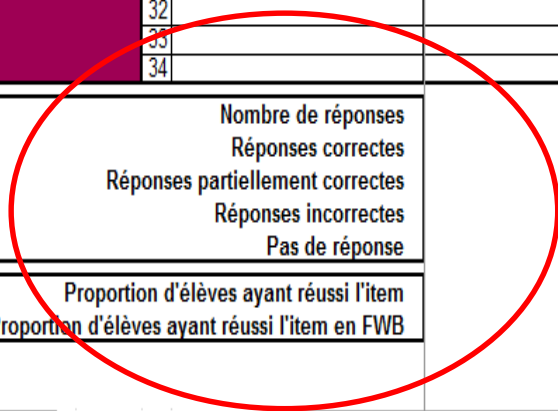 32
33
34
Nombre de réponses
Réponses correctes
Réponses partiellement correctes
Réponses incorrectes
Pas de réponse
Proportion d'élèves ayant réussi l'item
Proportion d'élèves ayant réussi l'item en FWB